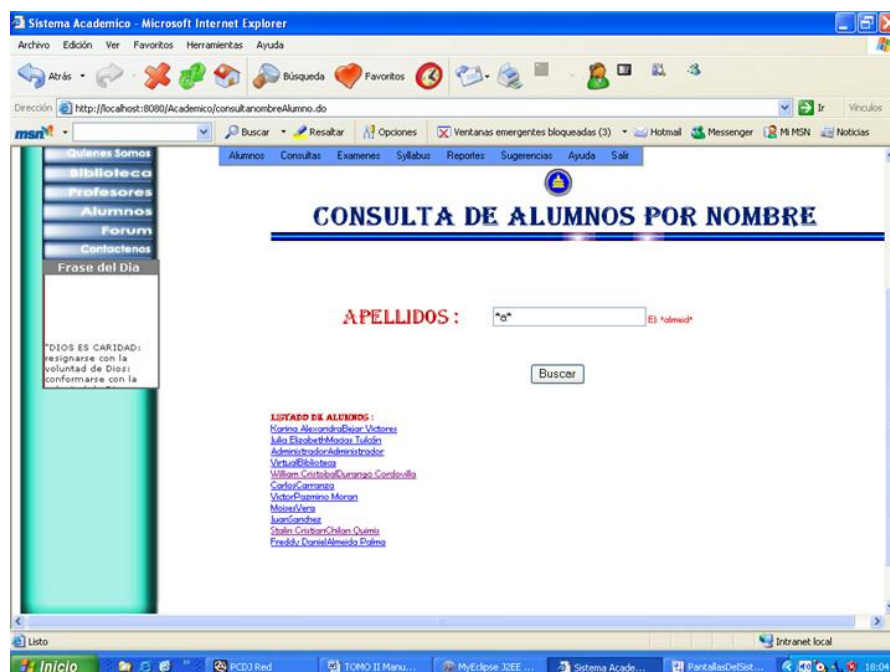 Sistema Academico - Microsoft Internet Explorer
Archivo Edición Ver Favoritos Herramientas Ayuda
Atrás Búsqueda Favoritos
Dirección http://localhost:8080/Academico/consultanombreAlumno.do Ir Vínculos
msn Buscar Resaltar Opciones Ventanas emergentes bloqueadas (3) Hotmail Messenger Mi MSN Noticias
Quienes Somos
Biblioteca
Profesores
Alumnos
Forum
Contactenos
Frase del Dia
"DIOS ES CARIDAD:
resignarse con la
voluntad de Dios:
conformarse con la
Alumnos Consultas Examenes Syllabus Reportes Sugerencias Ayuda Salir
CONSULTA DE ALUMNOS POR NOMBRE
APELLIDOS : *a* Ej. *almeid*
Buscar
LISTADO DE ALUMNOS :
Karina AlexandraBejar Victores
Julia ElizabethMacias Tulcán
AdministradorAdministrador
VirtualBiblioteca
William CristobalDurango Cordovilla
CarlosCarranza
VictorPazmino Moran
MoisesVera
JuanSanchez
Stalin CristianChilan Quimis
Freddy DanielAlmeida Palma
Listo Intranet local
Inicio PCDJ Red TOMO II Manu... MyEclipse J2EE ... Sistema Acade... PantallasDelSist... 18:04